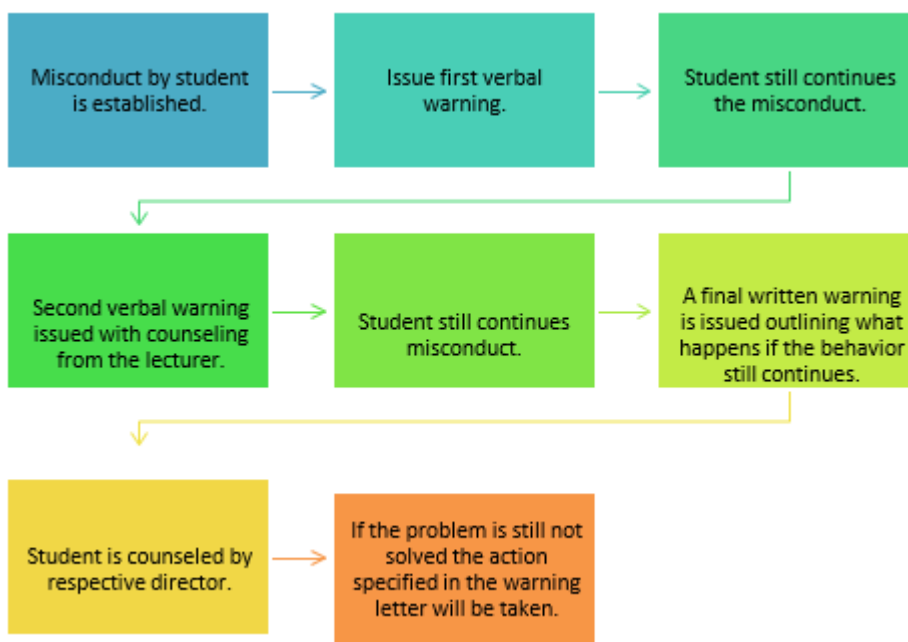 Misconduct by student
is established.
Issue first verbal
warning.
Student still continues
the misconduct.
Second verbal warning
issued with counseling
from the lecturer.
Student still continues
misconduct.
A final written warning
is issued outlining what
happens if the behavior
still continues.
Student is counseled by
respective director.
If the problem is still not
solved the action
specified in the warning
letter will be taken.